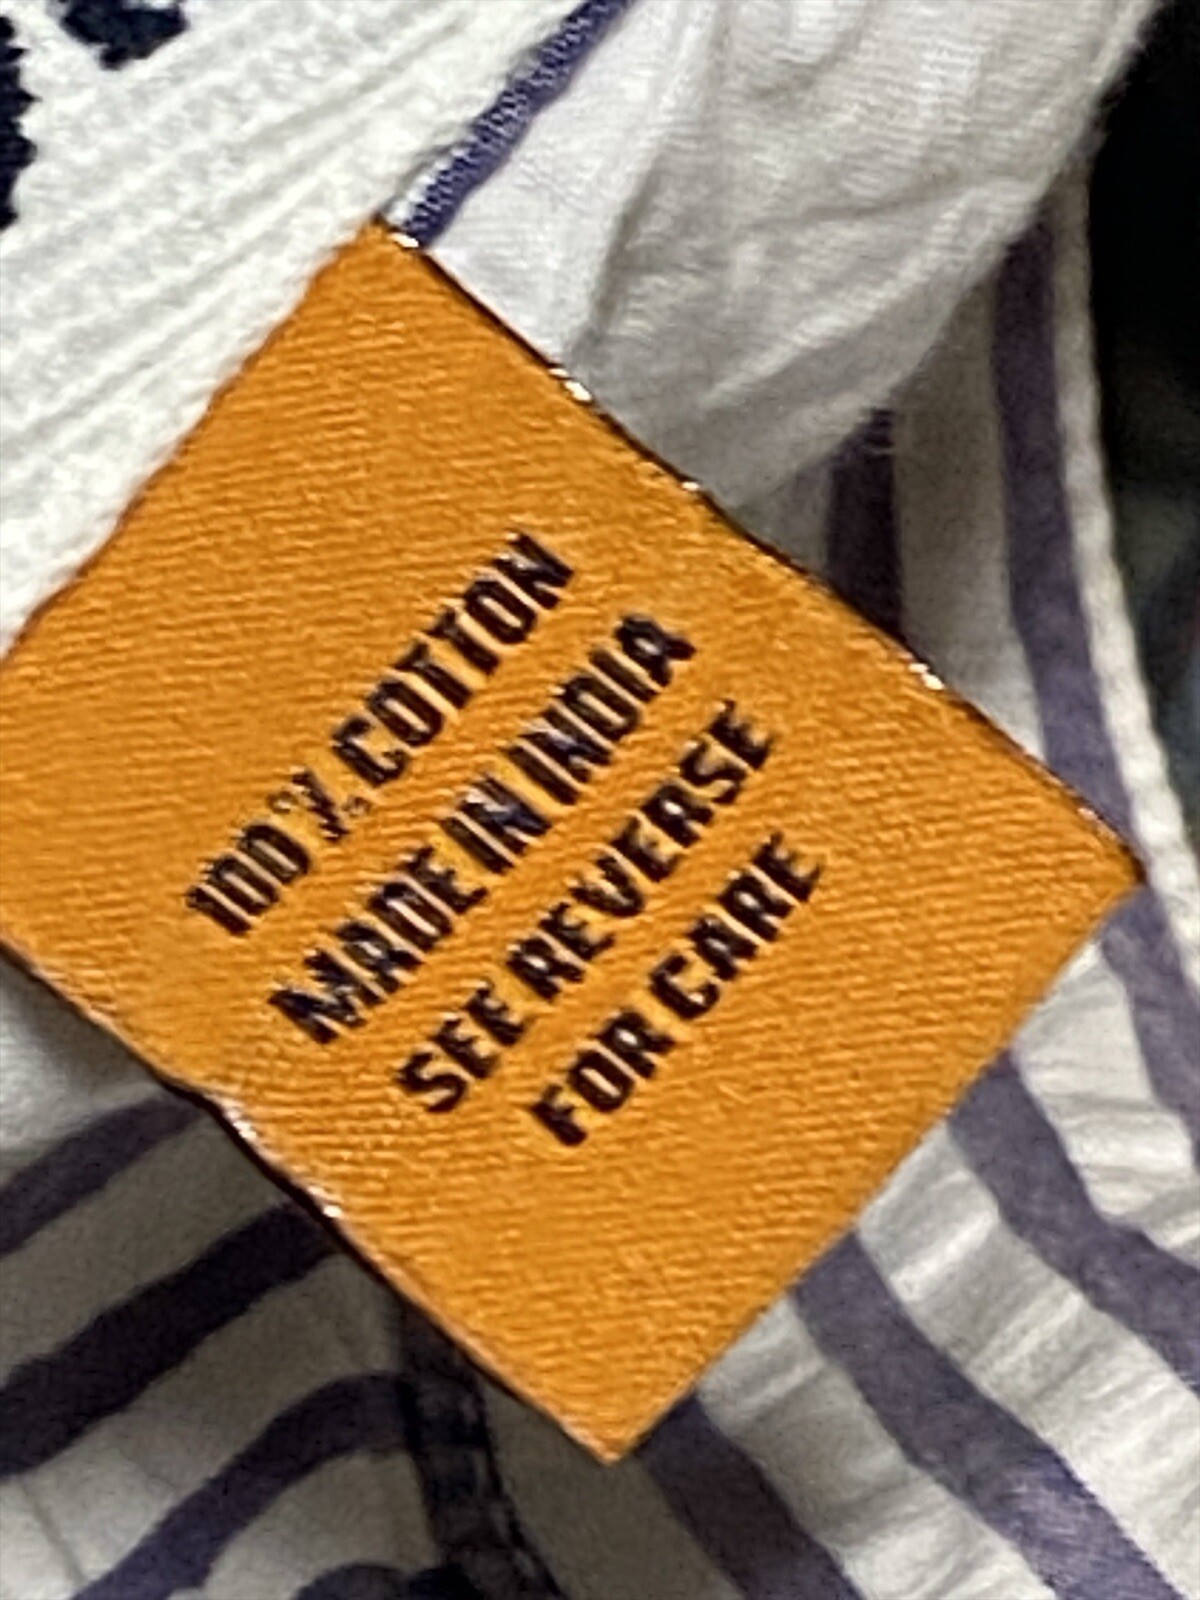 100% COTTON
MADE IN INDIA
SEE REVERSE
FOR CARE